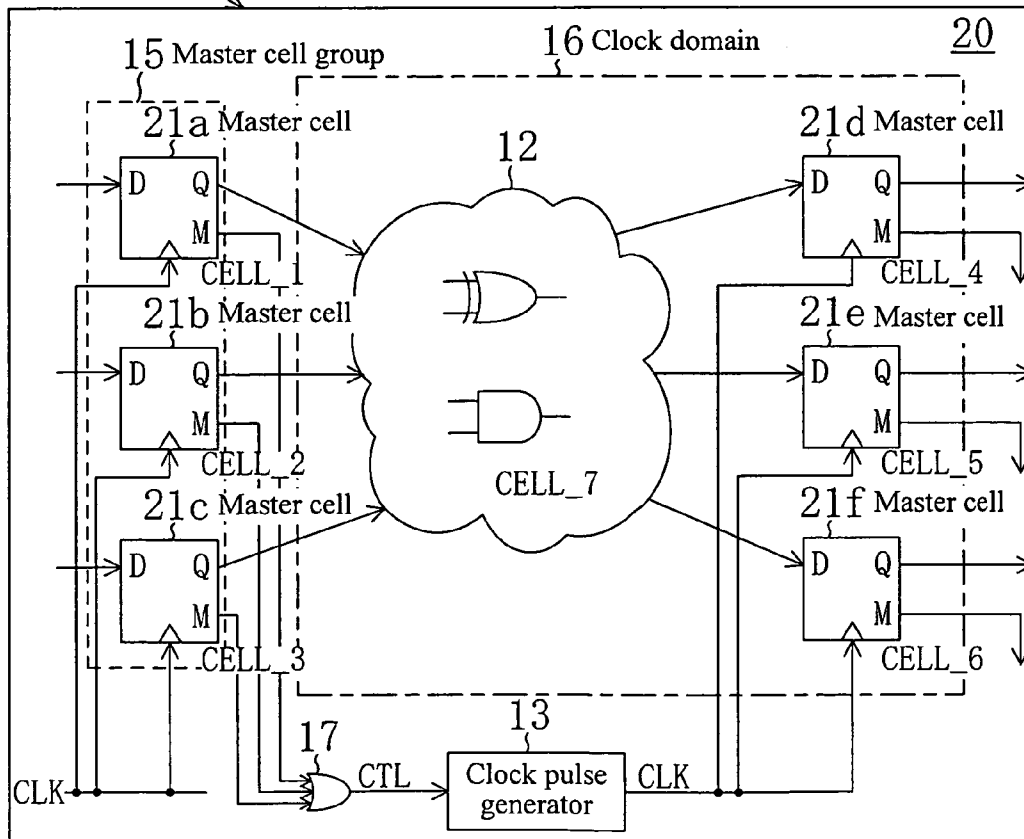 20
16 Clock domain
15 Master cell group
21a Master cell
D Q
M
CELL_1
21b Master cell
D Q
M
CELL_2
21c Master cell
D Q
M
CELL_3
12
CELL_7
21d Master cell
D Q
M
CELL_4
21e Master cell
D Q
M
CELL_5
21f Master cell
D Q
M
CELL_6
CLK
17
CTL
13
Clock pulse
generator
CLK